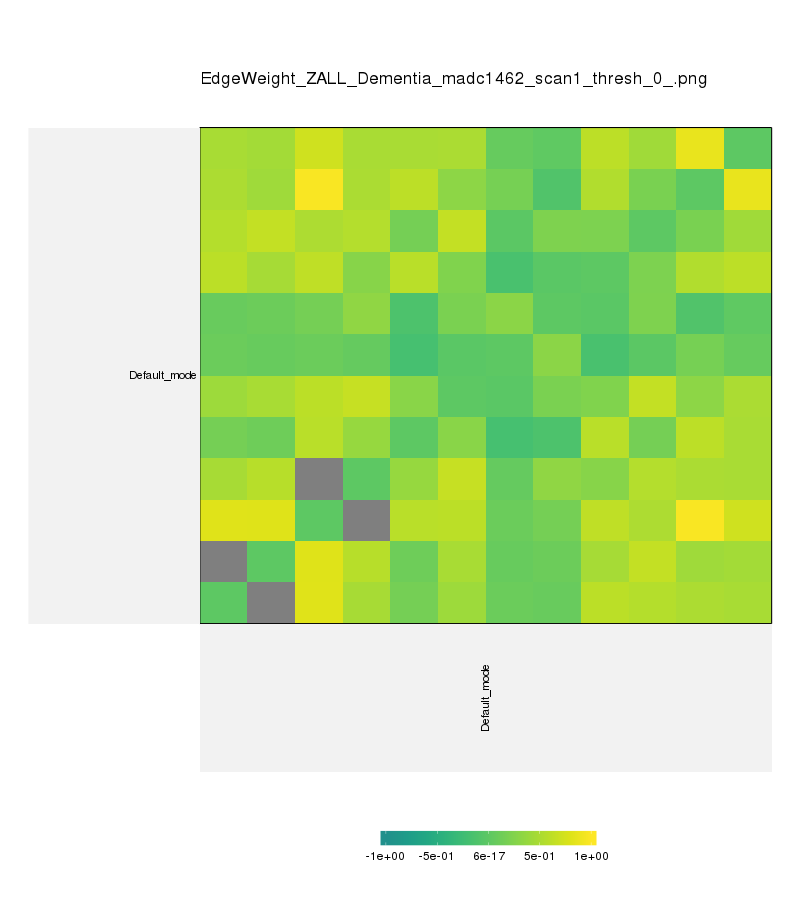 EdgeWeight_ZALL_Dementia_madc1462_scan1_thresh_0_.png
Default_mode
Default_mode
-1e+00 -5e-01 6e-17 5e-01 1e+00